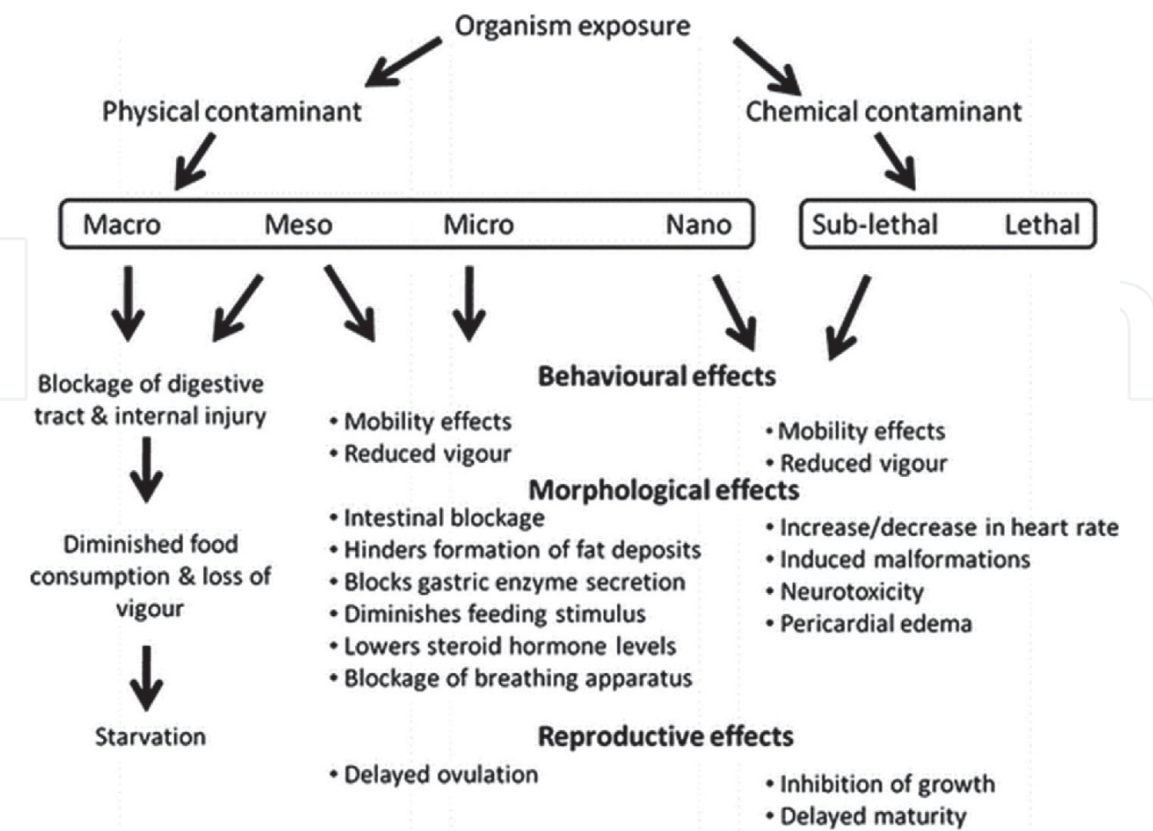 Organism exposure
Physical contaminant
Chemical contaminant
Macro Meso Micro Nano
Sub-lethal Lethal
Blockage of digestive
tract & internal injury
Diminished food
consumption & loss of
vigour
Starvation
Behavioural effects
• Mobility effects
• Reduced vigour
• Mobility effects
• Reduced vigour
Morphological effects
• Intestinal blockage
• Hinders formation of fat deposits
• Blocks gastric enzyme secretion
• Diminishes feeding stimulus
• Lowers steroid hormone levels
• Blockage of breathing apparatus
• Increase/decrease in heart rate
• Induced malformations
• Neurotoxicity
• Pericardial edema
Reproductive effects
• Delayed ovulation
• Inhibition of growth
• Delayed maturity